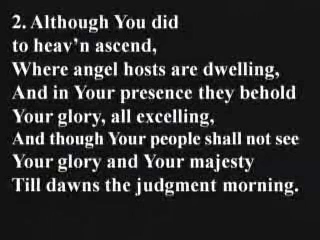 2. Although You did
to heav’n ascend,
Where angel hosts are dwelling,
And in Your presence they behold
Your glory, all excelling,
And though Your people shall not see
Your glory and Your majesty
Till dawns the judgment morning.